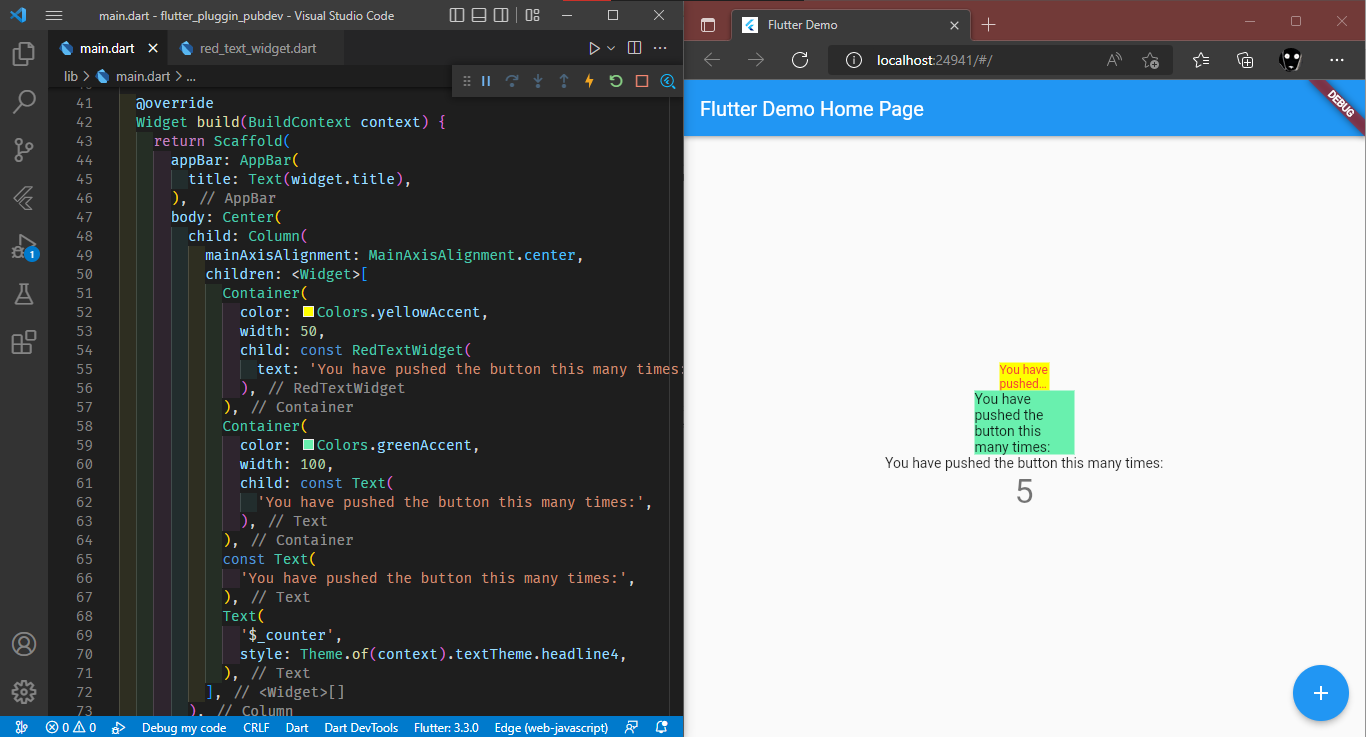 main.dart - flutter_pluggin_pubdev - Visual Studio Code
main.dart
red_text_widget.dart
lib > main.dart > ...
41 @override
42 Widget build(BuildContext context) {
43 return Scaffold(
44 appBar: AppBar(
45 title: Text(widget.title),
46 ), // AppBar
47 body: Center(
48 child: Column(
49 mainAxisAlignment: MainAxisAlignment.center,
50 children: <Widget>[
51 Container(
52 color: Colors.yellowAccent,
53 width: 50,
54 child: const RedTextWidget(
55 text: 'You have pushed the button this many times:
56 ), // RedTextWidget
57 ), // Container
58 Container(
59 color: Colors.greenAccent,
60 width: 100,
61 child: const Text(
62 'You have pushed the button this many times:',
63 ), // Text
64 ), // Container
65 const Text(
66 'You have pushed the button this many times:',
67 ), // Text
68 Text(
69 '$_counter',
70 style: Theme.of(context).textTheme.headline4,
71 ), // Text
72 ], // <Widget>[]
73 ), // Column
1
0 0 Debug my code CRLF Dart Dart DevTools Flutter: 3.3.0 Edge (web-javascript)
Flutter Demo
localhost:24941/#/
Flutter Demo Home Page
DEBUG
You have
pushed...
You have
pushed the
button this
many times:
You have pushed the button this many times:
5